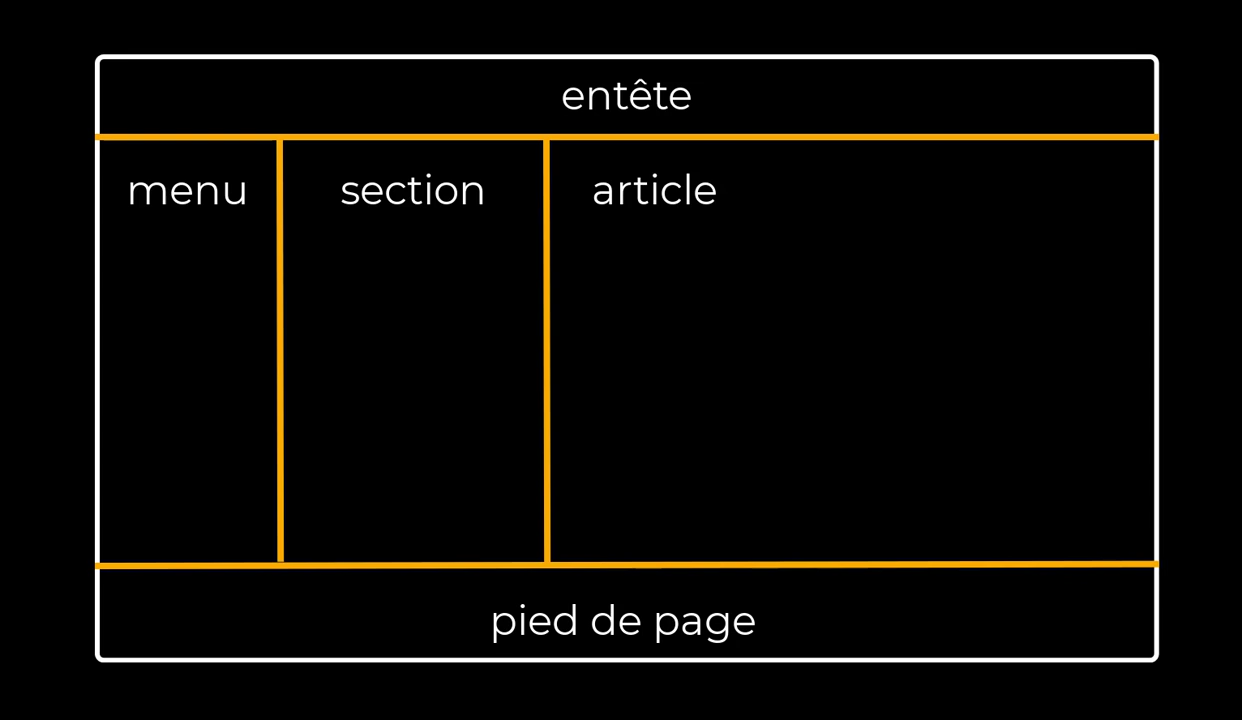 entête
menu
section
article
pied de page